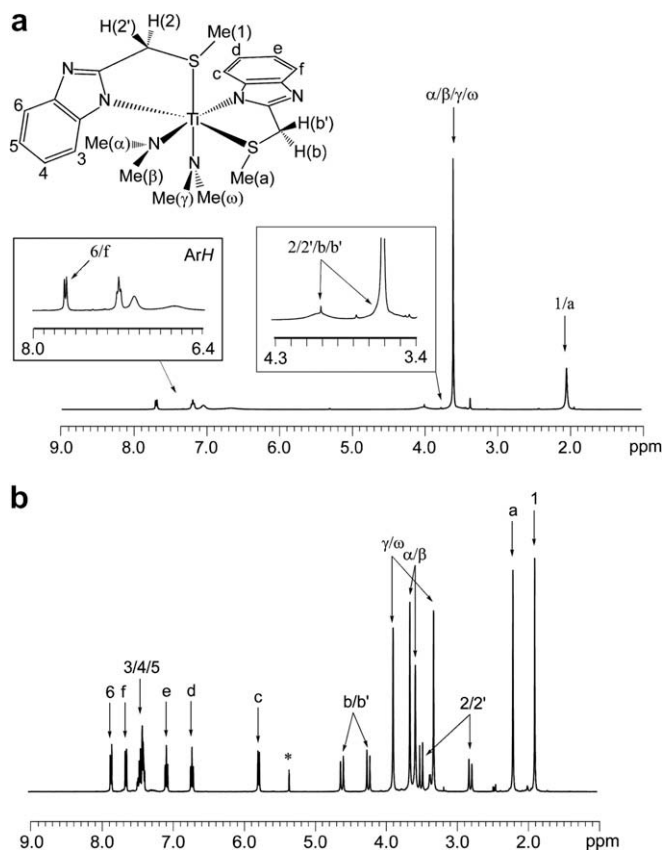 a
H(2') H(2)
Me(1)
d e
N S c f
N N N
6 Ti H(b')
Me(α) N S H(b)
5 3 Me(β) N Me(a)
4 Me(γ) Me(ω)
α/β/γ/ω
6/f ArH
8.0 6.4
2/2'/b/b'
4.3 3.4
1/a
9.0 8.0 7.0 6.0 5.0 4.0 3.0 2.0 ppm
b
a 1
γ/ω
α/β
3/4/5
6 f e d c * b/b' 2/2'
9.0 8.0 7.0 6.0 5.0 4.0 3.0 2.0 ppm